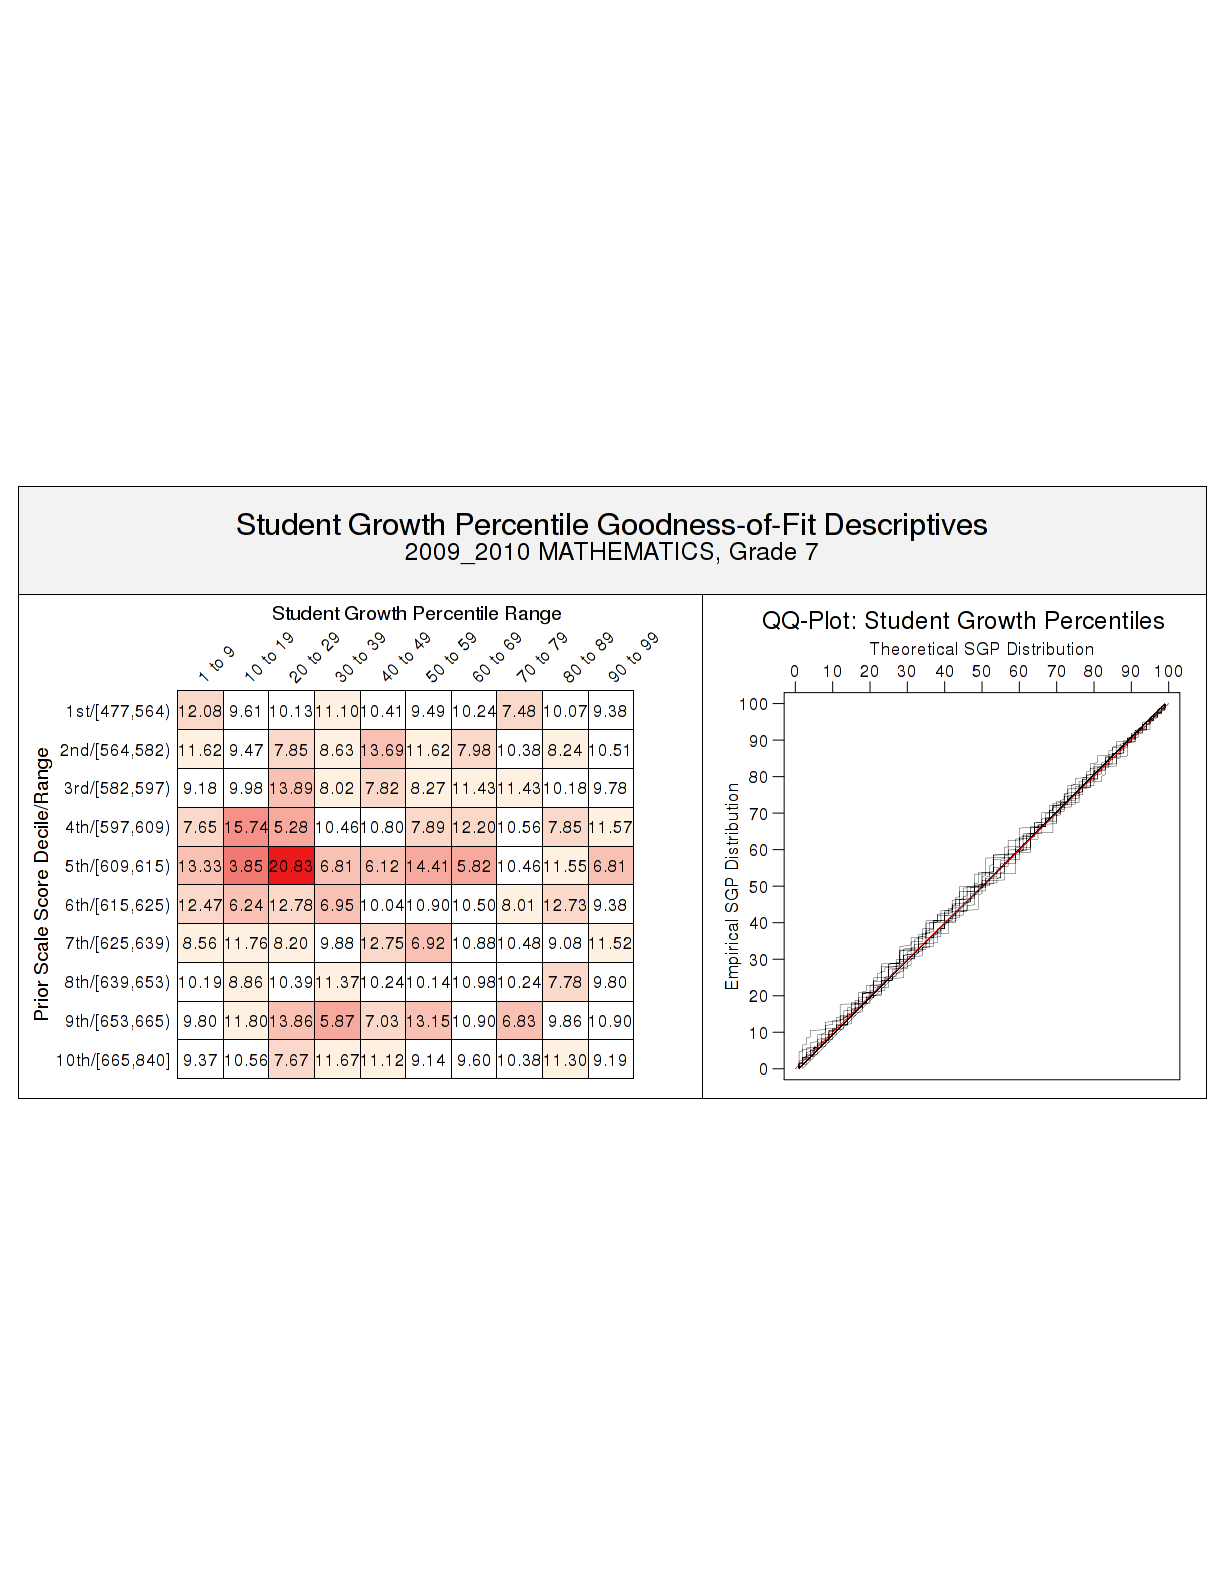 Student Growth Percentile Goodness-of-Fit Descriptives
2009_2010 MATHEMATICS, Grade 7
Student Growth Percentile Range
1 to 9 10 to 19 20 to 29 30 to 39 40 to 49 50 to 59 60 to 69 70 to 79 80 to 89 90 to 99
Prior Scale Score Decile/Range
1st/[477,564) 12.08 9.61 10.13 11.10 10.41 9.49 10.24 7.48 10.07 9.38
2nd/[564,582) 11.62 9.47 7.85 8.63 13.69 11.62 7.98 10.38 8.24 10.51
3rd/[582,597) 9.18 9.98 13.89 8.02 7.82 8.27 11.43 11.43 10.18 9.78
4th/[597,609) 7.65 15.74 5.28 10.46 10.80 7.89 12.20 10.56 7.85 11.57
5th/[609,615) 13.33 3.85 20.83 6.81 6.12 14.41 5.82 10.46 11.55 6.81
6th/[615,625) 12.47 6.24 12.78 6.95 10.04 10.90 10.50 8.01 12.73 9.38
7th/[625,639) 8.56 11.76 8.20 9.88 12.75 6.92 10.88 10.48 9.08 11.52
8th/[639,653) 10.19 8.86 10.39 11.37 10.24 10.14 10.98 10.24 7.78 9.80
9th/[653,665) 9.80 11.80 13.86 5.87 7.03 13.15 10.90 6.83 9.86 10.90
10th/[665,840] 9.37 10.56 7.67 11.67 11.12 9.14 9.60 10.38 11.30 9.19
QQ-Plot: Student Growth Percentiles
Theoretical SGP Distribution
0 10 20 30 40 50 60 70 80 90 100
Empirical SGP Distribution
100
90
80
70
60
50
40
30
20
10
0